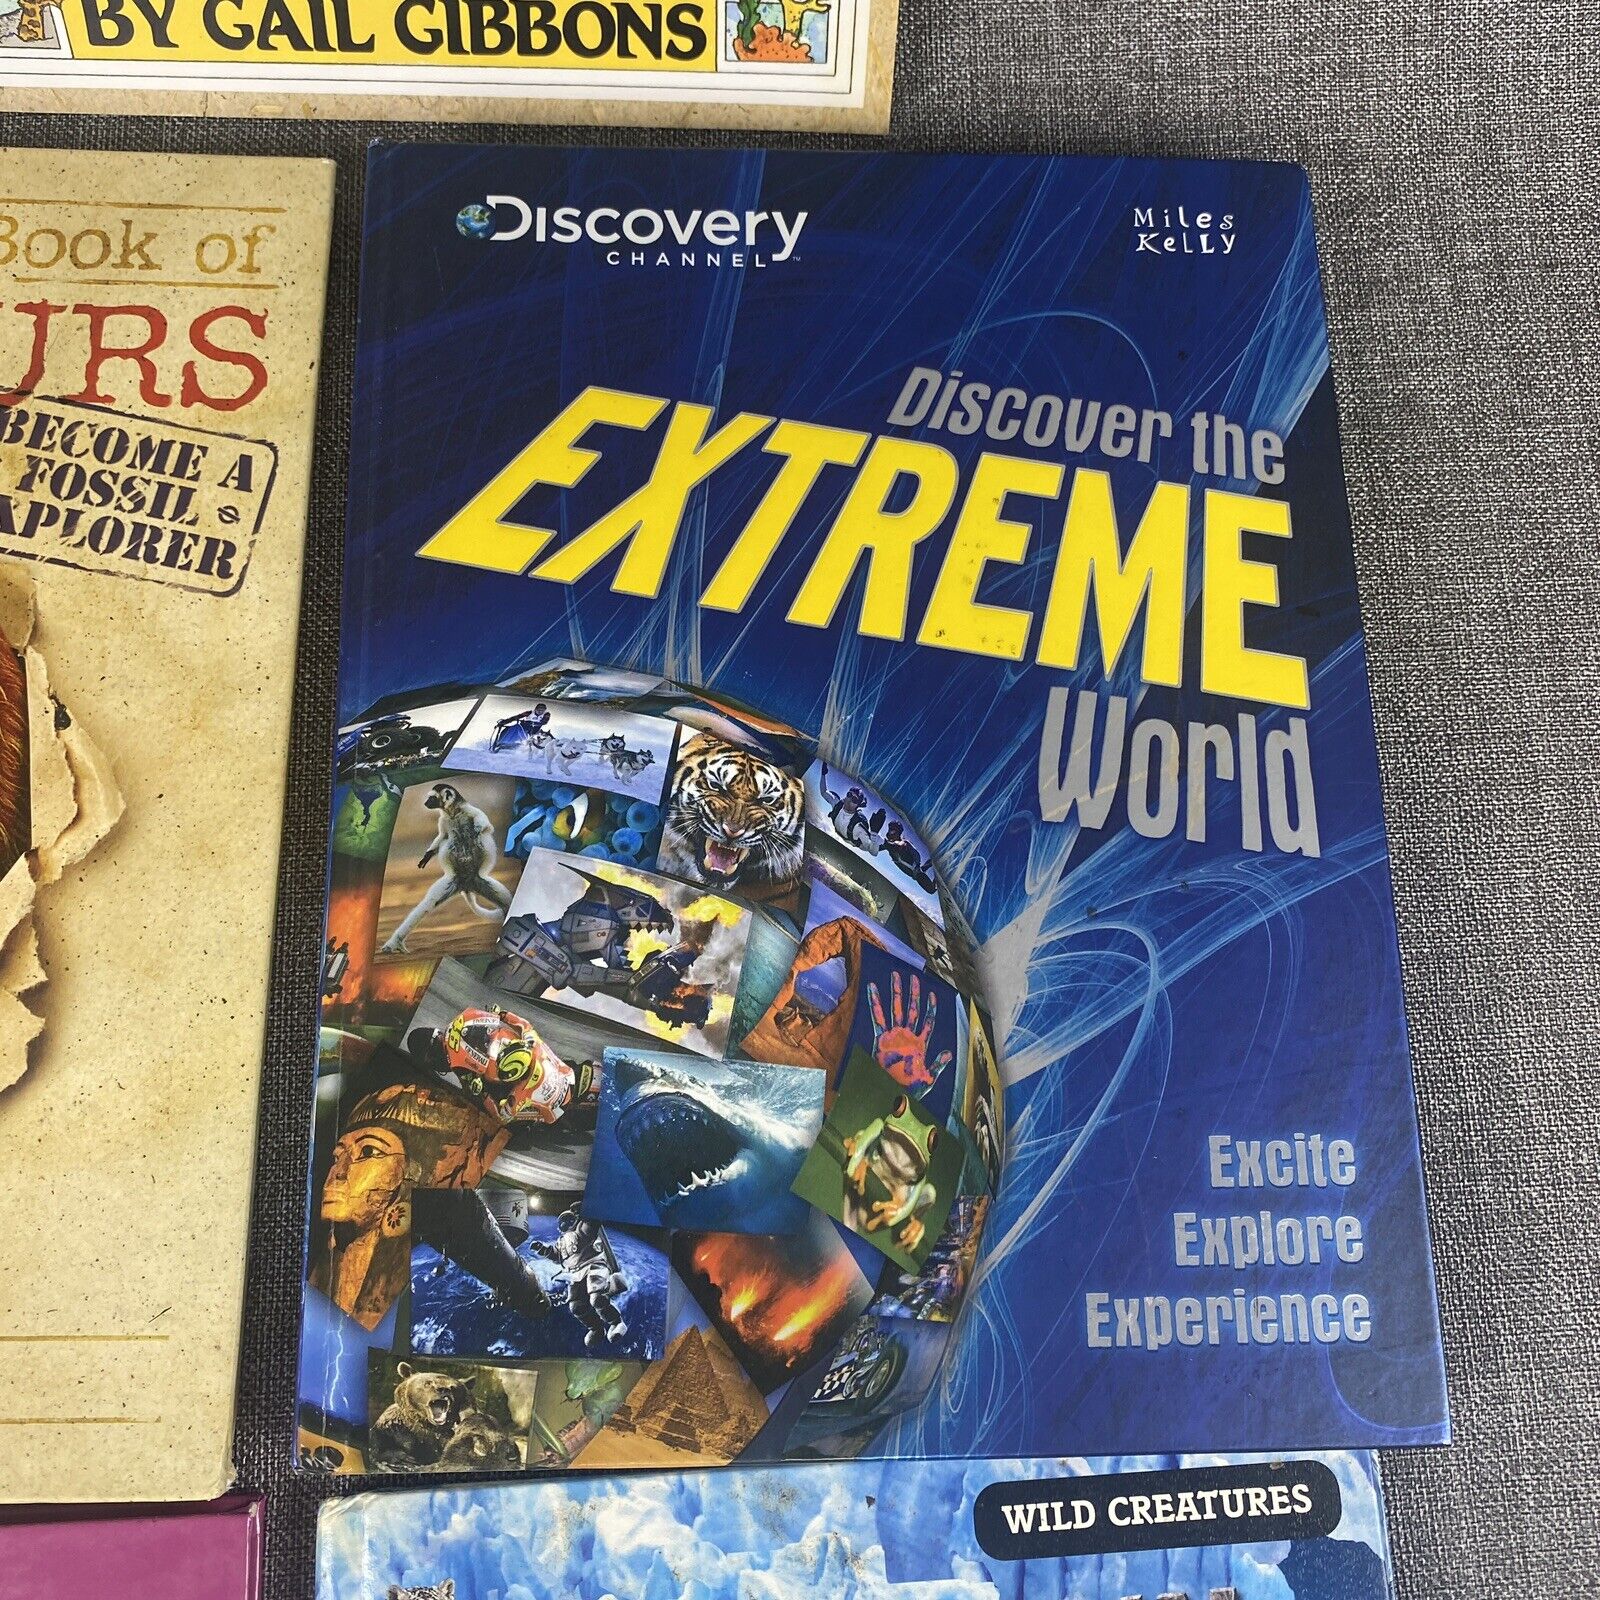 BY GAIL GIBBONS
Book of
URS
BECOME A
FOSSIL
XPLORER
Discovery
CHANNEL™
Miles
Kelly
Discover the
EXTREME
World
Excite
Explore
Experience
WILD CREATURES